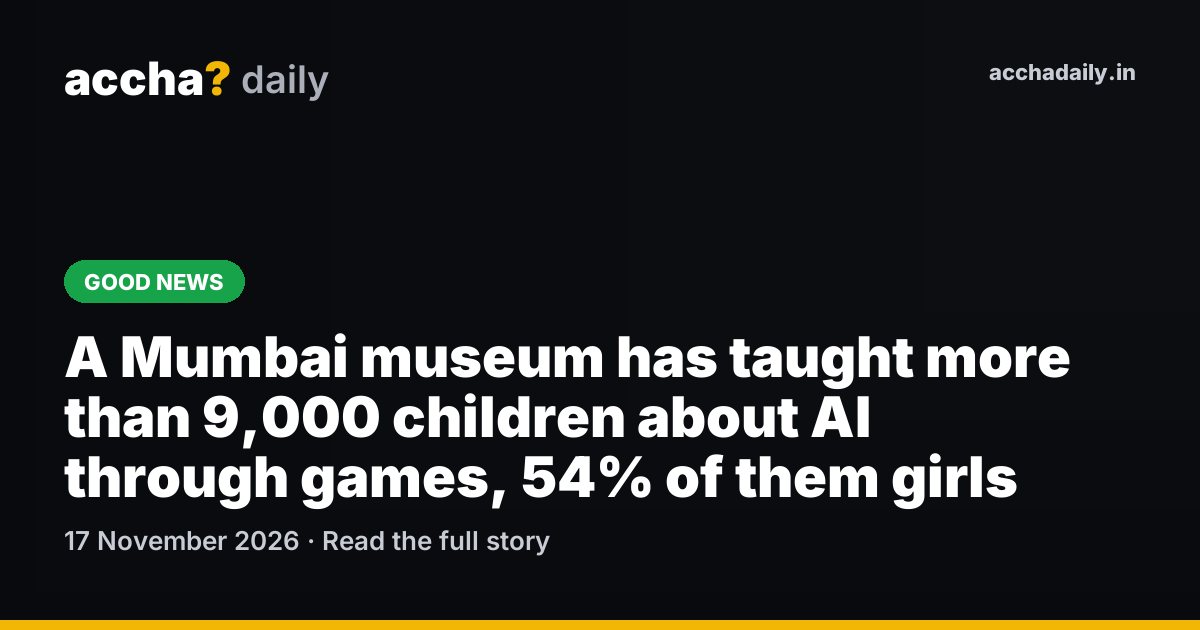 accha? daily
acchadaily.in
GOOD NEWS
A Mumbai museum has taught more
than 9,000 children about AI
through games, 54% of them girls
17 November 2026 · Read the full story